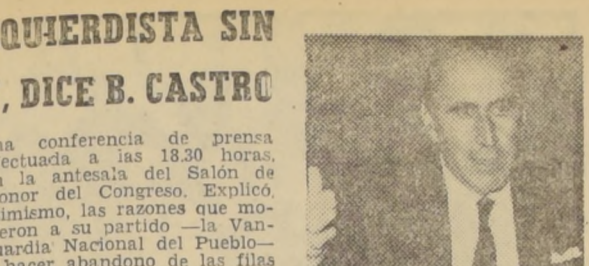 QUIERDISTA SIN
, DICE B. CASTRO
na conferencia de prensa
ectuada a las 18.30 horas,
n la antesala del Salón de
onor del Congreso. Explicó,
imismo, las razones que mo-
eron a su partido —la Van-
uardia Nacional del Pueblo—
hacer abandono de las filas